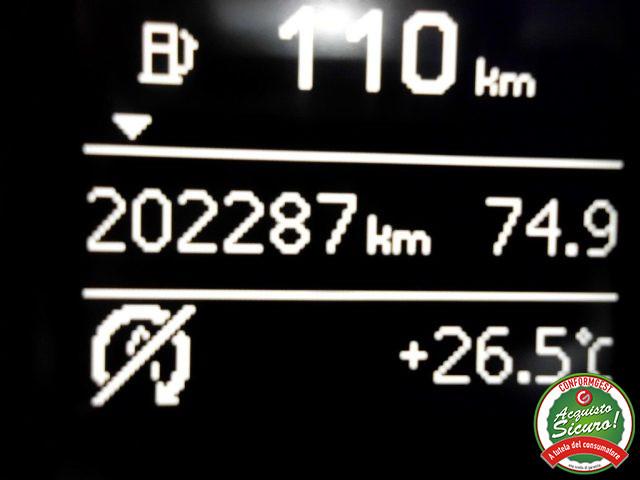 110 km
202287 km 74.9
+26.5°C
CONFORMGEST
Acquisto
Sicuro!
A tutela del consumatore